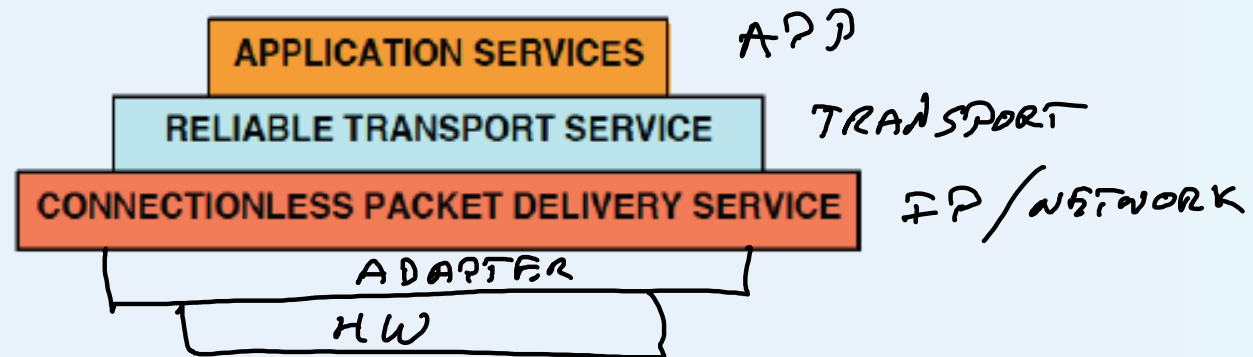 APPLICATION SERVICES APP
RELIABLE TRANSPORT SERVICE TRANSPORT
CONNECTIONLESS PACKET DELIVERY SERVICE IP/NETWORK
ADAPTER
HW